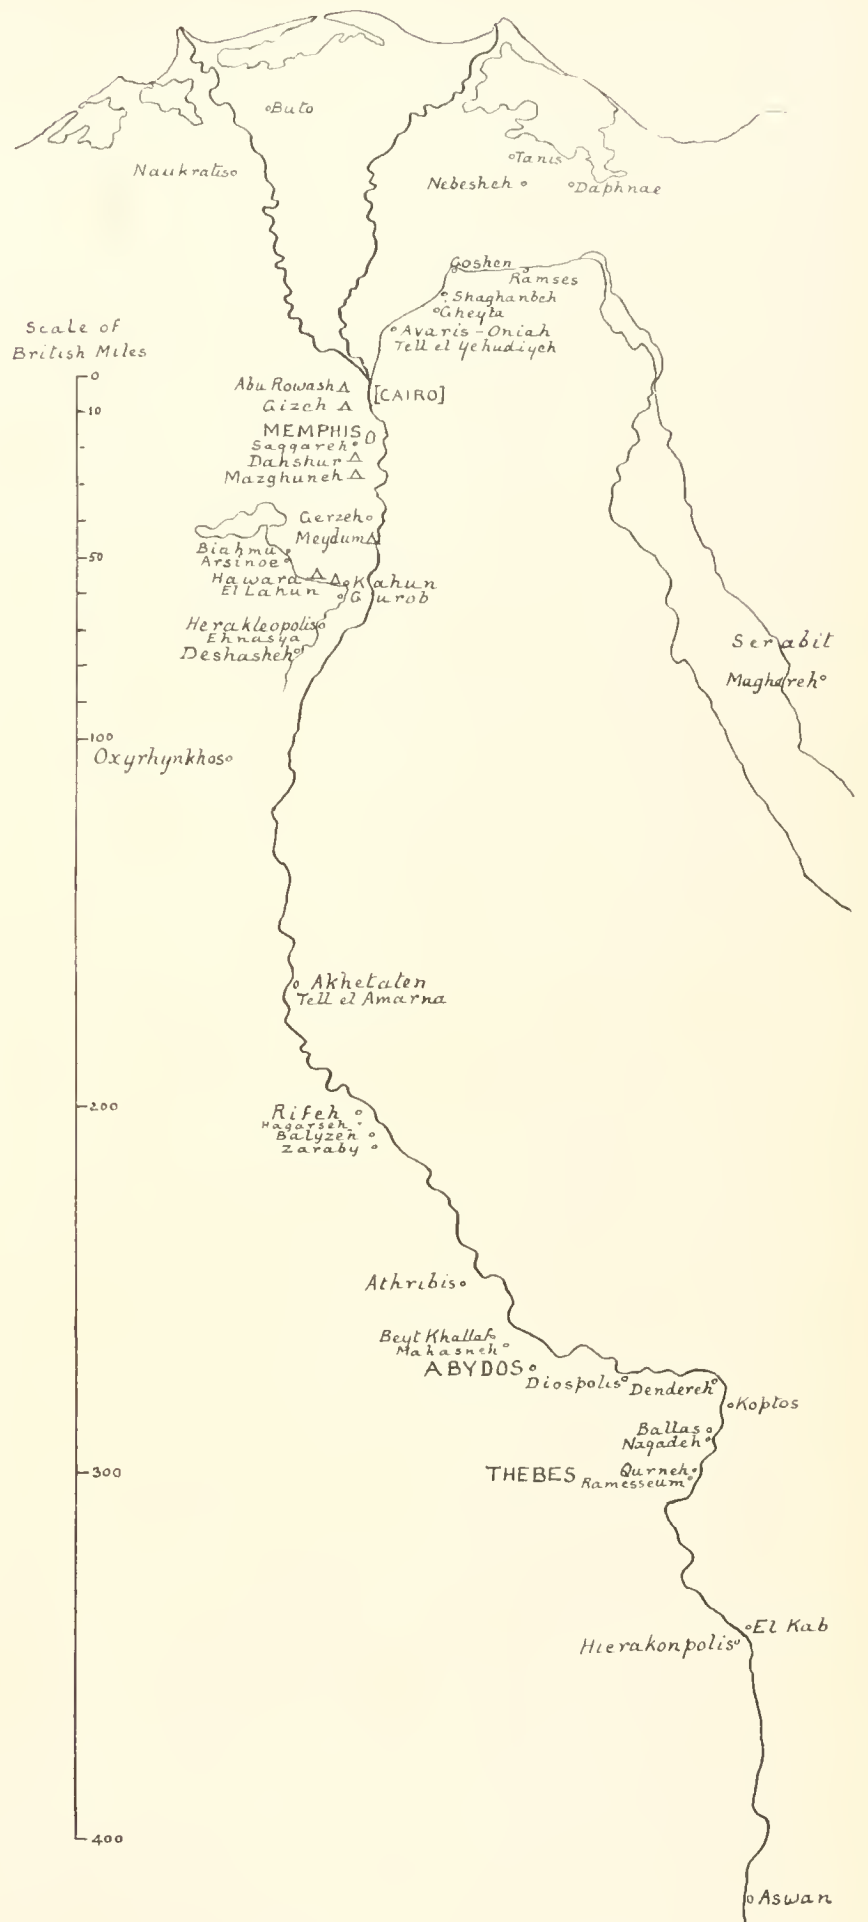 Buto
Naukratis
Tanis
Nebesheh
Daphnae
Goshen
Ramses
Shaghanbeh
Gheyta
Avaris - Oniah
Tell el Yehudiyeh
Scale of
British Miles
0
10
50
100
200
300
400
Abu Rowash
[CAIRO]
Gizeh
MEMPHIS
Saqqareh
Dahshur
Mazghuneh
Gerzeh
Meydum
Biahmu
Arsinoe
Hawara
Kahun
El Lahun
Gurob
Herakleopolis
Ehnasya
Deshasheh
Serabit
Maghareh
Oxyrhynkhos
Akhetaten
Tell el Amarna
Rifeh
Hagarseh
Balyzeh
Zaraby
Athribis
Beyt Khallaf
Mahasneh
ABYDOS
Diospolis
Dendereh
Koptos
Ballas
Naqadeh
THEBES
Qurneh
Ramesseum
El Kab
Hierakonpolis
Aswan